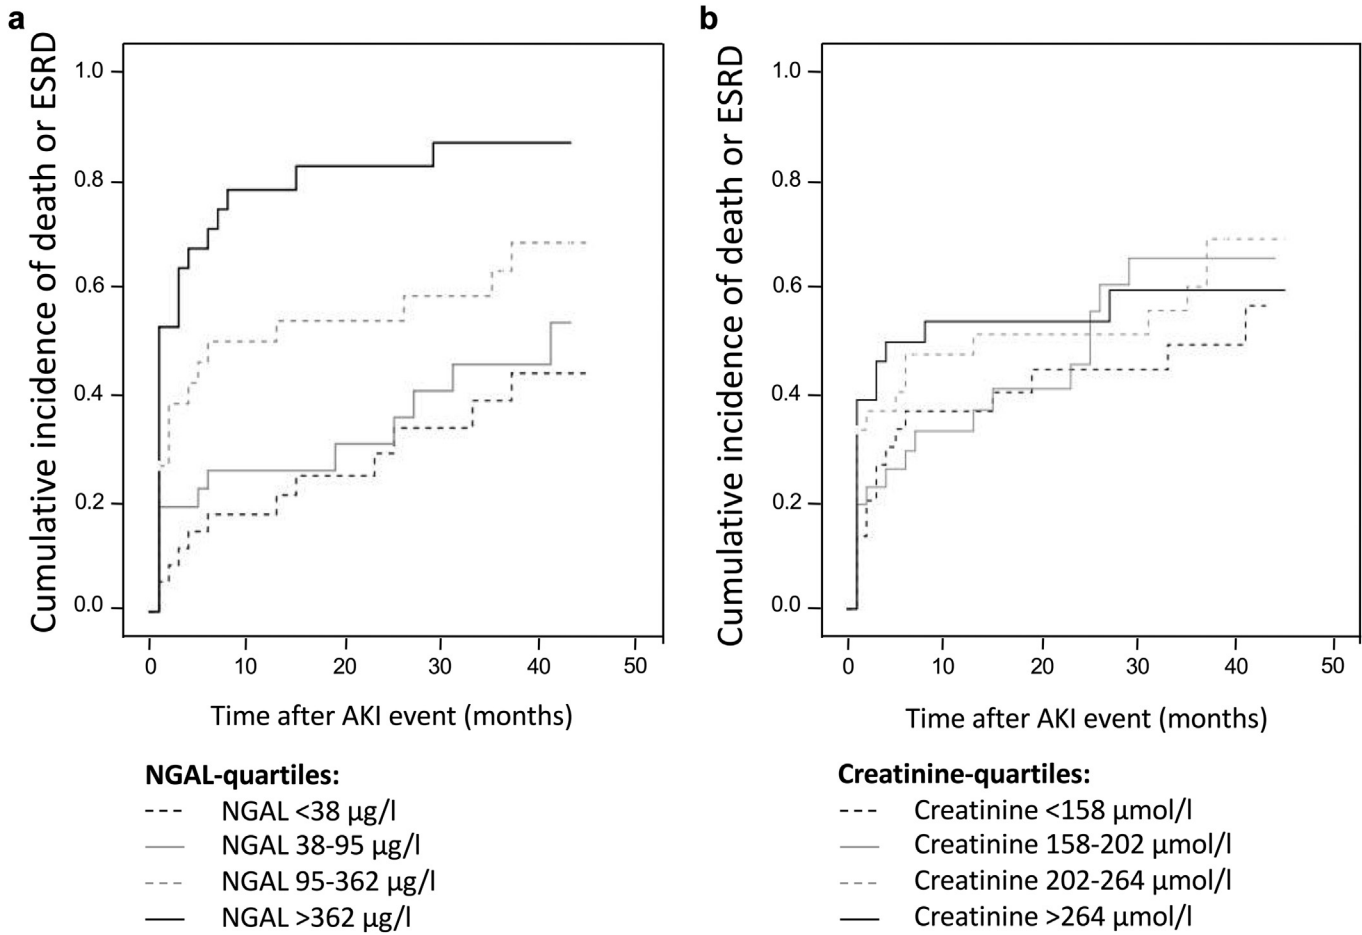 a
Cumulative incidence of death or ESRD
1.0
0.8
0.6
0.4
0.2
0.0
0 10 20 30 40 50
Time after AKI event (months)
NGAL-quartiles:
NGAL <38 µg/l
NGAL 38-95 µg/l
NGAL 95-362 µg/l
NGAL >362 µg/l
b
Cumulative incidence of death or ESRD
1.0
0.8
0.6
0.4
0.2
0.0
0 10 20 30 40 50
Time after AKI event (months)
Creatinine-quartiles:
Creatinine <158 µmol/l
Creatinine 158-202 µmol/l
Creatinine 202-264 µmol/l
Creatinine >264 µmol/l